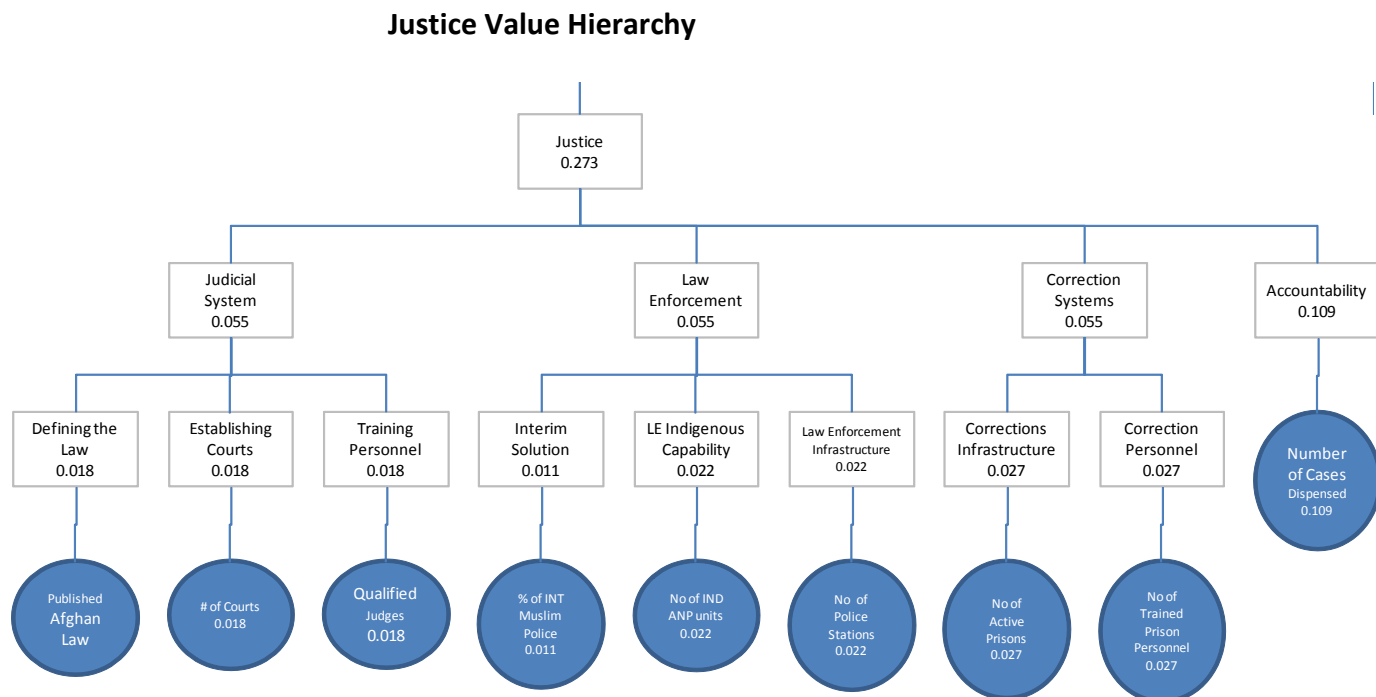 Justice Value Hierarchy
Justice
0.273
Judicial
System
0.055
Law
Enforcement
0.055
Correction
Systems
0.055
Accountability
0.109
Defining the
Law
0.018
Establishing
Courts
0.018
Training
Personnel
0.018
Interim
Solution
0.011
LE Indigenous
Capability
0.022
Law Enforcement
Infrastructure
0.022
Corrections
Infrastructure
0.027
Correction
Personnel
0.027
Number
of Cases
Dispensed
0.109
Published
Afghan
Law
# of Courts
0.018
Qualified
Judges
0.018
% of INT
Muslim
Police
0.011
No of IND
ANP units
0.022
No of
Police
Stations
0.022
No of
Active
Prisons
0.027
No of
Trained
Prison
Personnel
0.027